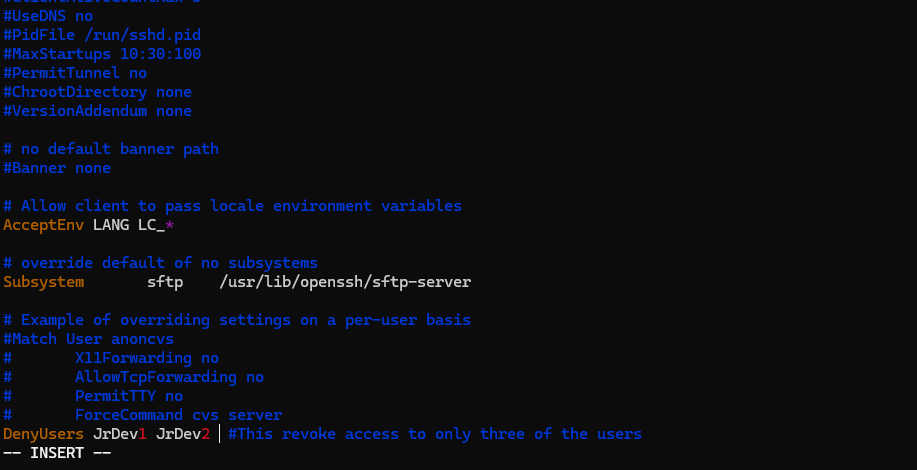 #UseDNS no
#PidFile /run/sshd.pid
#MaxStartups 10:30:100
#PermitTunnel no
#ChrootDirectory none
#VersionAddendum none
# no default banner path
#Banner none
# Allow client to pass locale environment variables
AcceptEnv LANG LC_*
# override default of no subsystems
Subsystem       sftp    /usr/lib/openssh/sftp-server
# Example of overriding settings on a per-user basis
#Match User anoncvs
#       X11Forwarding no
#       AllowTcpForwarding no
#       PermitTTY no
#       ForceCommand cvs server
DenyUsers JrDev1 JrDev2  #This revoke access to only three of the users
-- INSERT --